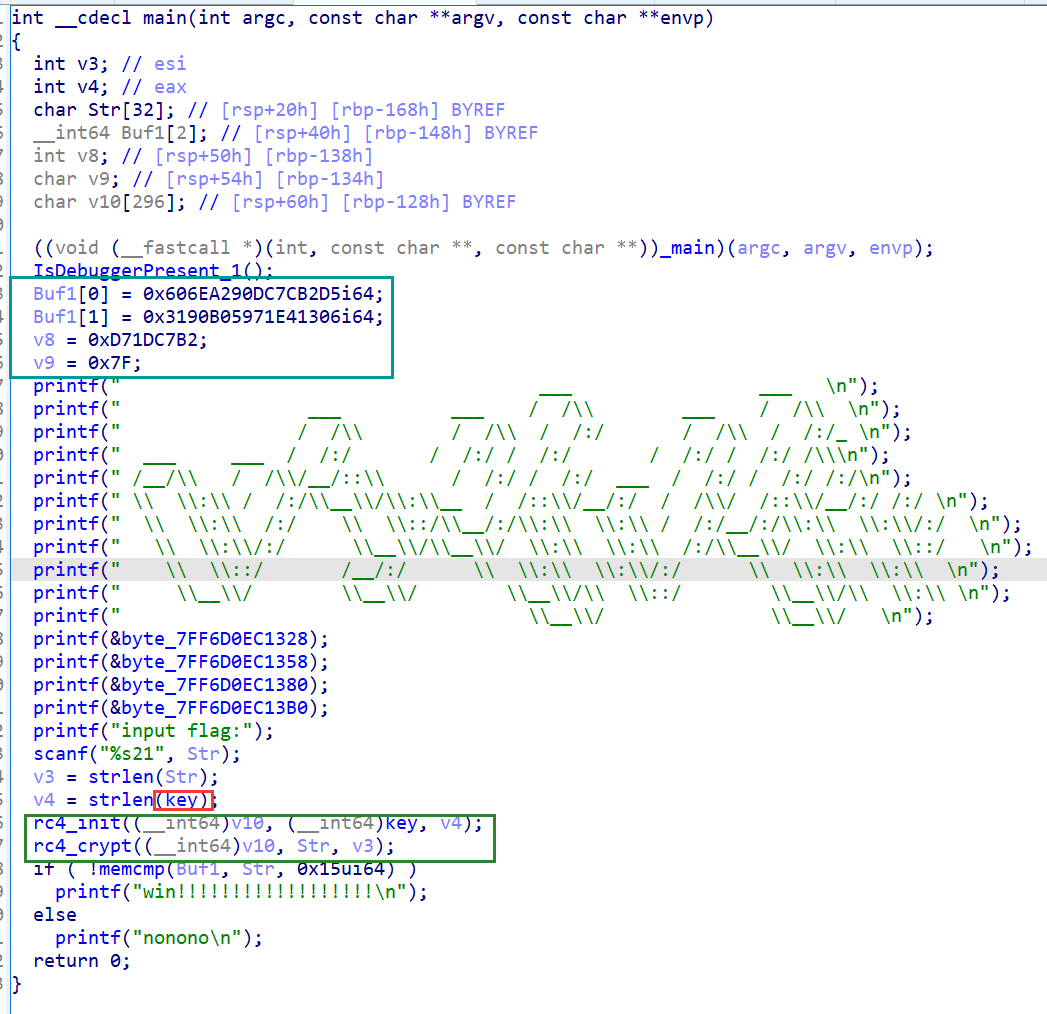 int __cdecl main(int argc, const char **argv, const char **envp)
{
  int v3; // esi
  int v4; // eax
  char Str[32]; // [rsp+20h] [rbp-168h] BYREF
  __int64 Buf1[2]; // [rsp+40h] [rbp-148h] BYREF
  int v8; // [rsp+50h] [rbp-138h]
  char v9; // [rsp+54h] [rbp-134h]
  char v10[296]; // [rsp+60h] [rbp-128h] BYREF

  ((void (__fastcall *)(int, const char **, const char **))_main)(argc, argv, envp);
  IsDebuggerPresent_1();
  Buf1[0] = 0x606EA290DC7CB2D5i64;
  Buf1[1] = 0x3190B05971E41306i64;
  v8 = 0xD71DC7B2;
  v9 = 0x7F;
  printf("                                      ___                 ___           \n");
  printf("                 ___          ___    /  /\\        ___    /  /\\  \n");
  printf("                /  /\\        /  /\\  /  /:/       /  /\\  /  /:/_ \n");
  printf("  ___     ___  /  /:/       /  /:/ /  /:/       /  /:/ /  /:/ /\\\n");
  printf(" /__/\\   /  /\\/__/::\\      /  /:/ /  /:/  ___  /  /:/ /  /:/ /:/\n");
  printf(" \\  \\:\\ /  /:/\\__\\/\\:\\__  /  /::\\/__/:/  /  /\\/  /::\\/__/:/ /:/ \n");
  printf("  \\  \\:\\  /:/    \\  \\::/\\__/:/\\:\\  \\:\\ /  /:/__/:/\\:\\  \\:\\/:/  \n");
  printf("   \\  \\:\\/:/      \\__\\/\\__\\/  \\:\\  \\:\\  /:/\\__\\/  \\:\\  \\::/   \n");
  printf("    \\  \\::/       /__/:/      \\  \\:\\  \\:\\/:/      \\  \\:\\  \\:\\  \n");
  printf("     \\__\\/        \\__\\/        \\__\\/\\  \\::/        \\__\\/\\  \\:\\ \n");
  printf("                                     \\__\\/               \\__\\/   \n");
  printf(&byte_7FF6D0EC1328);
  printf(&byte_7FF6D0EC1358);
  printf(&byte_7FF6D0EC1380);
  printf(&byte_7FF6D0EC13B0);
  printf("input flag:");
  scanf("%s21", Str);
  v3 = strlen(Str);
  v4 = strlen(key);
  rc4_init((__int64)v10, (__int64)key, v4);
  rc4_crypt((__int64)v10, Str, v3);
  if ( !memcmp(Buf1, Str, 0x15ui64) )
    printf("win!!!!!!!!!!!!!!!!!!\n");
  else
    printf("nonono\n");
  return 0;
}